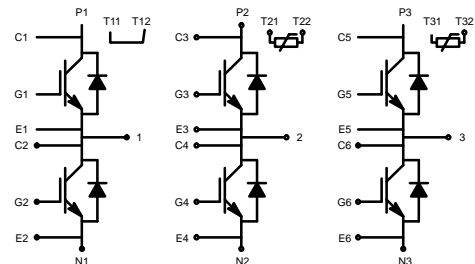 P1 T11 T12 P2 T21 T22 P3 T31 T32
C1 C3 C5
G1 G3 G5
E1 1 E3 2 E5 3
C2 C4 C6
G2 G4 G6
E2 E4 E6
N1 N2 N3